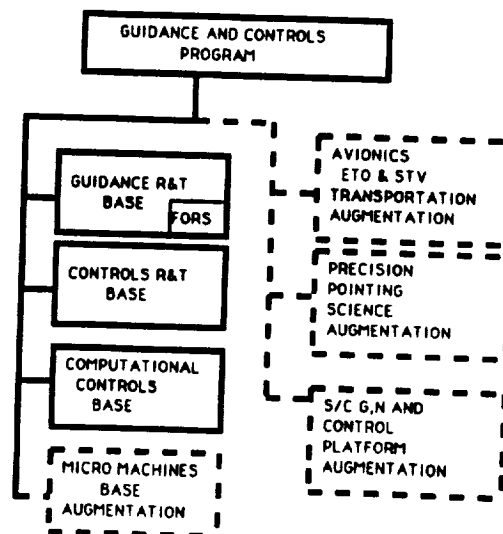 GUIDANCE AND CONTROLS
PROGRAM
GUIDANCE R&T
BASE
FORS
CONTROLS R&T
BASE
COMPUTATIONAL
CONTROLS
BASE
MICRO MACHINES
BASE
AUGMENTATION
AVIONICS
ETO & STV
TRANSPORTATION
AUGMENTATION
PRECISION
POINTING
SCIENCE
AUGMENTATION
S/C G,N AND
CONTROL
PLATFORM
AUGMENTATION